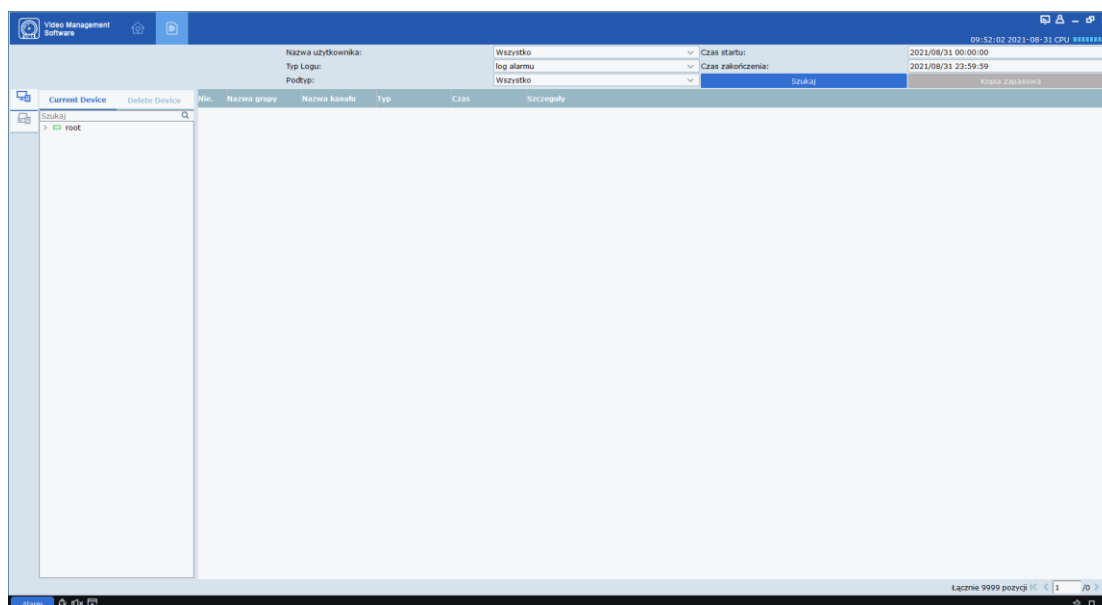 Video Management
Software
09:52:02 2021-08-31 CPU
Nazwa użytkownika: Wszystko Czas startu: 2021/08/31 00:00:00
Typ Logu: log alarmu Czas zakończenia: 2021/08/31 23:59:59
Podtyp: Wszystko Szukaj Kopia zapasowa
Current Device Delete Device
Nie. Nazwa grupy Nazwa kanału Typ Czas Szczeguły
Szukaj
root
Łącznie 9999 pozycji 1 /0
Alarm